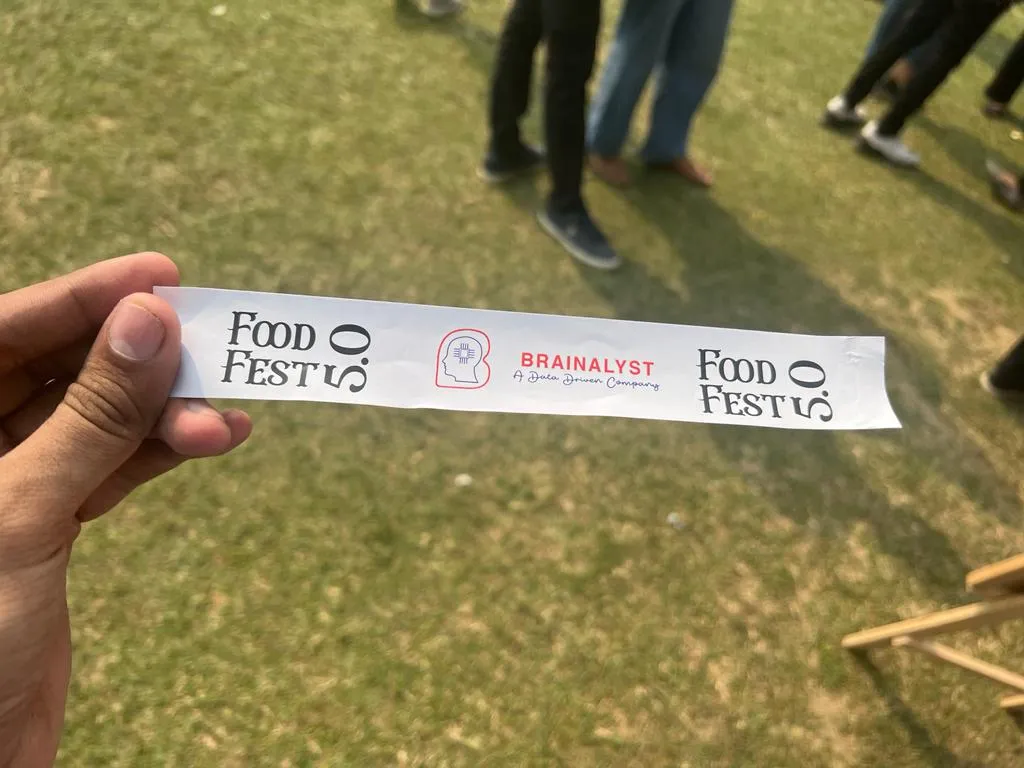 FOOD
FEST 5.0
BRAINALYST
A Data Driven Company
FOOD
FEST 5.0